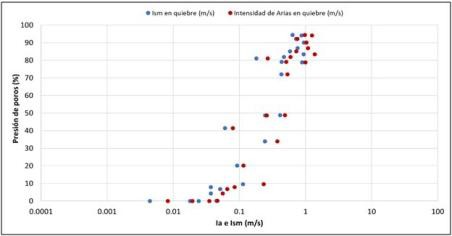 Ism en quiebre (m/s) Intensidad de Arias en quiebre (m/s)
100
90
80
70
60
50
40
30
20
10
0
Presión de poros (%)
0.0001 0.001 0.01 0.1 1 10 100
Ia e Ism (m/s)